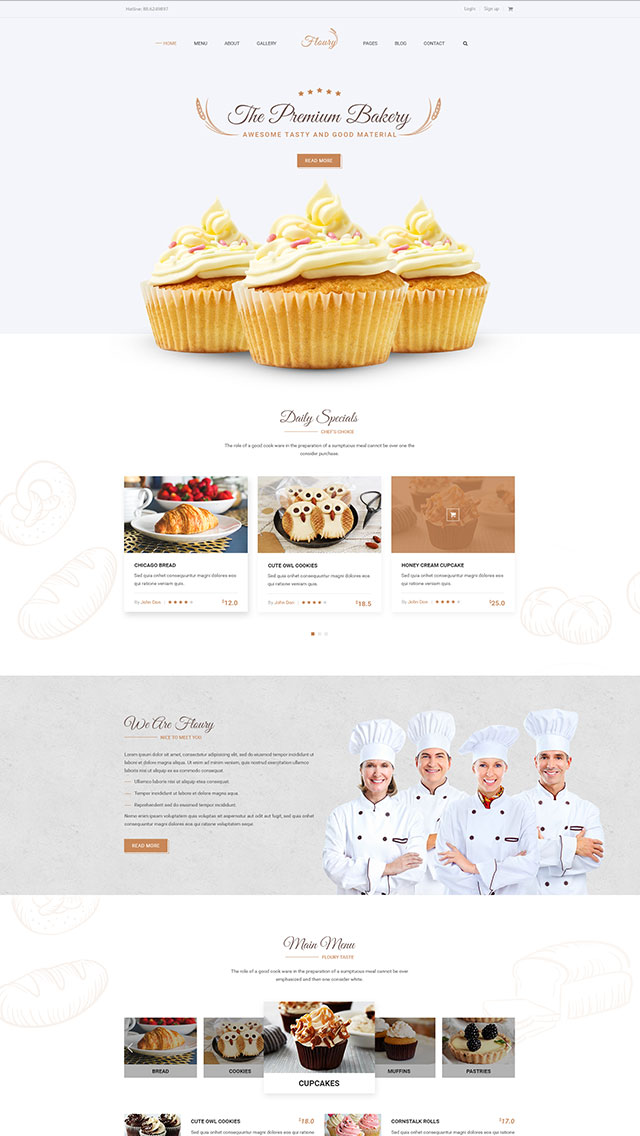 Login
Sign up
HOME
MENU
ABOUT
GALLERY
Floury
PAGES
BLOG
CONTACT
The Premium Bakery
AWESOME TASTY AND GOOD MATERIAL
READ MORE
Daily Specials
CHEF'S CHOICE
The role of a good cook ware in the preparation of a sumptuous meal cannot be over one the
consider purchase.
CHICAGO BREAD
Sed quia onhet consequuntur magni dolores eos
qui ratione veniam quis.
By John Doe
$12.0
CUTE OWL COOKIES
Sed quia onhet consequuntur magni dolores eos
qui ratione veniam quis.
By John Doe
$18.5
HONEY CREAM CUPCAKE
Sed quia onhet consequuntur magni dolores eos
qui ratione veniam quis.
By John Doe
$25.0
We Are Floury
NICE TO MEET YOU
Lorem ipsum dolor sit amet, consectetur adipisicing elit, sed do eiusmod tempor incididunt ut
labore et dolore magna aliqua. Ut enim ad minim veniam, quis nostrud exercitation ullamco
laboris nisi ut aliquip ex ea commodo consequat.
Ullamco laboris nisi ut aliquip ex ea consequat.
Tempor incididunt ut labore et dolore magna aliqua.
Reprehenderit sed do eiusmod tempor incididunt.
Nemo enim ipsam voluptatem quia voluptas sit aspernatur aut odit aut fugit, sed quia onhet
consequuntur magni dolores eos qui ratione voluptatem sequi.
READ MORE
Main Menu
FLOURY TASTE
The role of a good cook ware in the preparation of a sumptuous meal cannot be over
emphasized and then one consider white.
BREAD
COOKIES
CUPCAKES
MUFFINS
PASTRIES
CUTE OWL COOKIES
$18.0
Sed quia onhet consequuntur magni dolores eos qui ratione
CORNSTALK ROLLS
$17.0
Sed quia onhet consequuntur magni dolores eos qui ratione